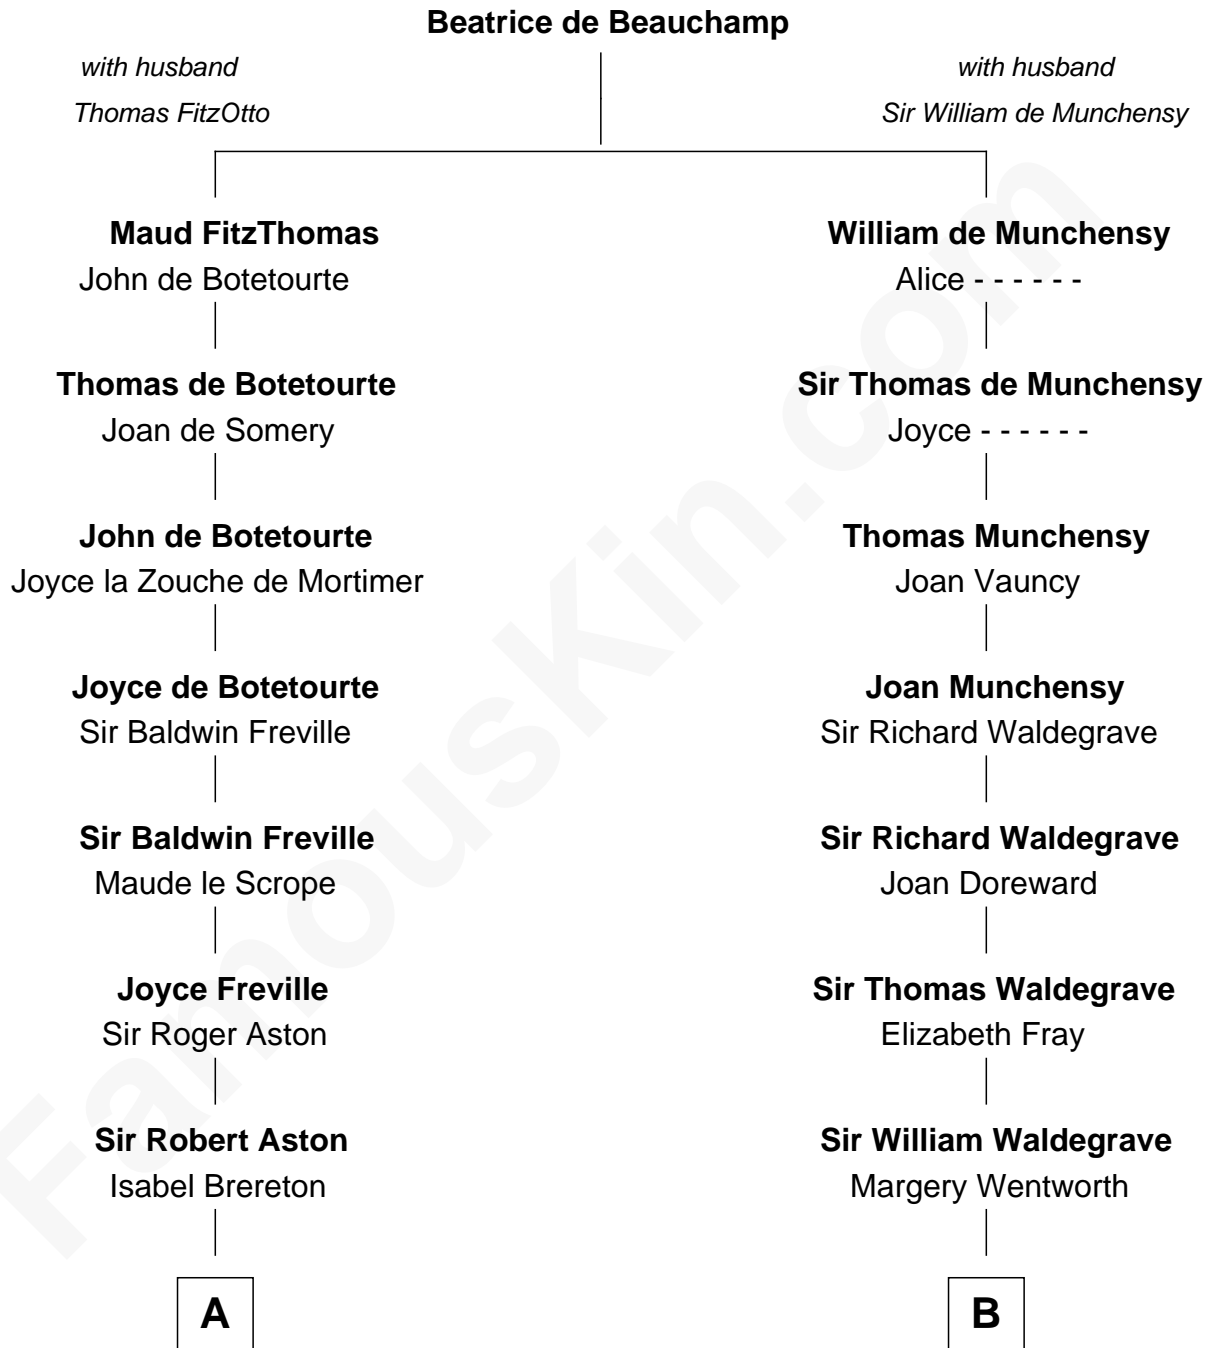 Beatrice de Beauchamp
with husband
Thomas FitzOtto
with husband
Sir William de Munchensy
Maud FitzThomas
John de Botetourte
William de Munchensy
Alice - - - - - -
Thomas de Botetourte
Joan de Somery
Sir Thomas de Munchensy
Joyce - - - - - -
John de Botetourte
Joyce la Zouche de Mortimer
Thomas Munchensy
Joan Vauncy
Joyce de Botetourte
Sir Baldwin Freville
Joan Munchensy
Sir Richard Waldegrave
Sir Baldwin Freville
Maude le Scrope
Sir Richard Waldegrave
Joan Doreward
Joyce Freville
Sir Roger Aston
Sir Thomas Waldegrave
Elizabeth Fray
Sir Robert Aston
Isabel Brereton
Sir William Waldegrave
Margery Wentworth
A
B
FamousKin.com